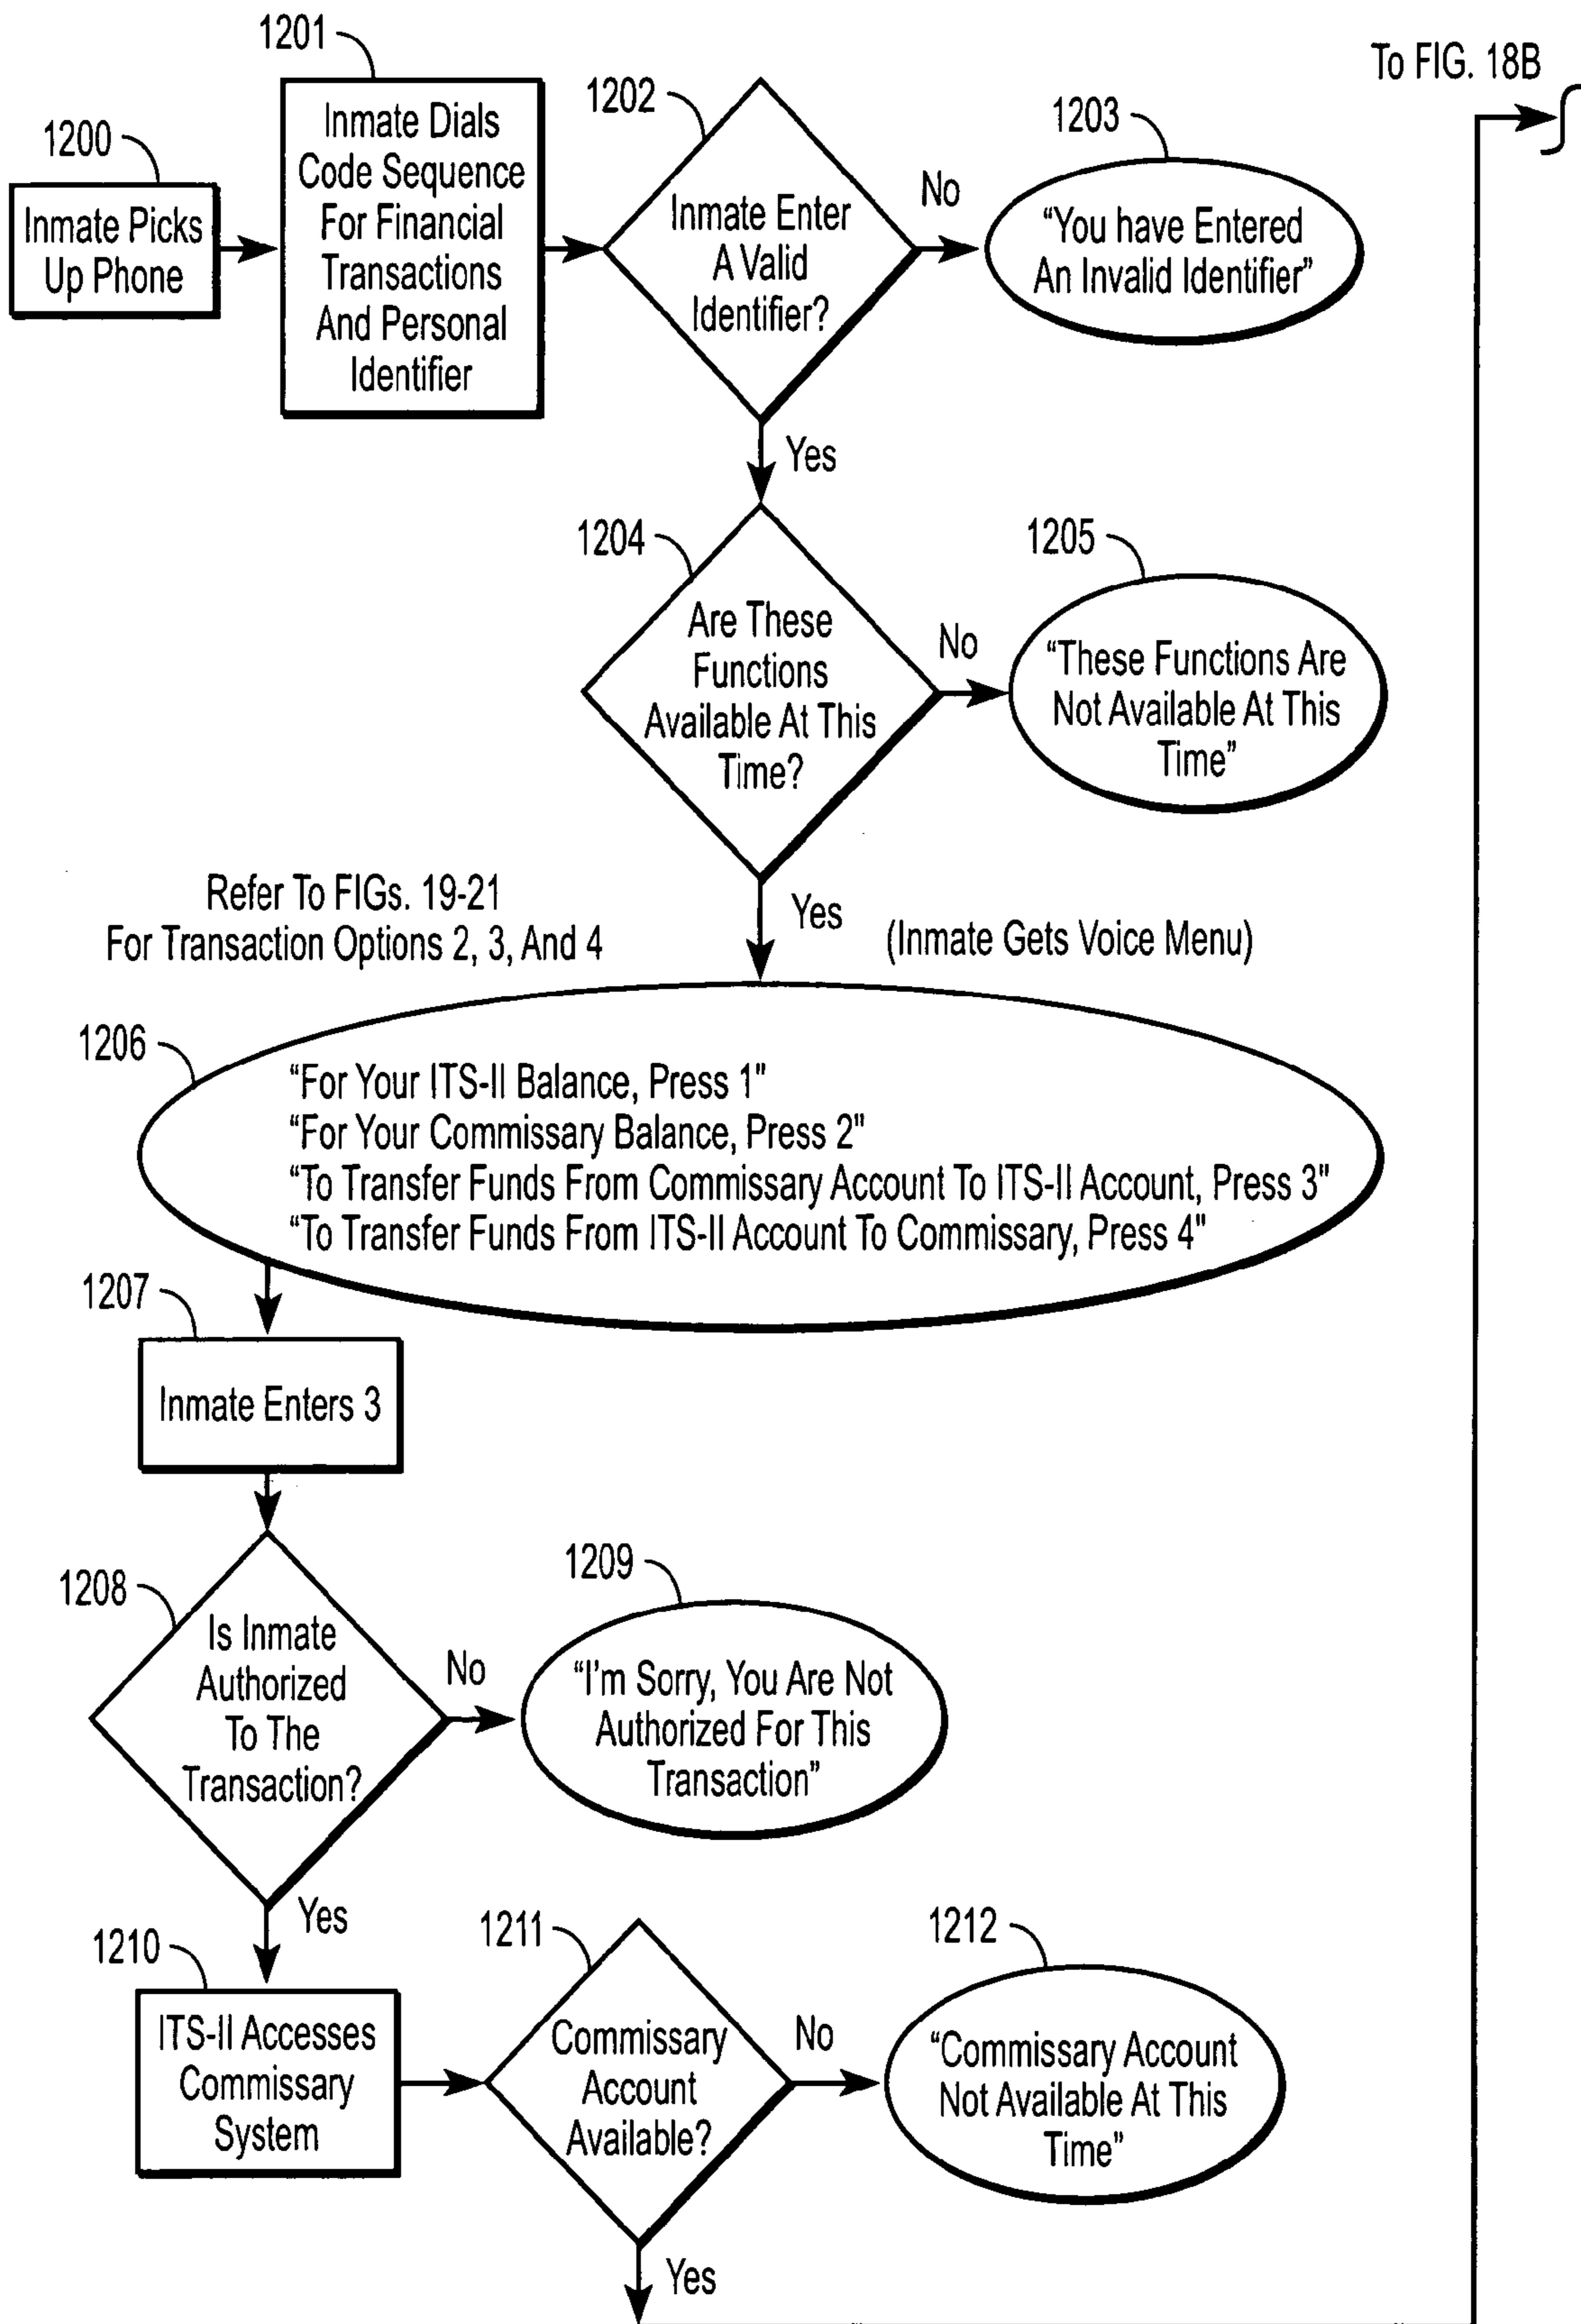 1201
To FIG. 18B
1200
Inmate Picks
Up Phone
Inmate Dials
Code Sequence
For Financial
Transactions
And Personal
Identifier
1202
Inmate Enter
A Valid
Identifier?
No
1203
“You have Entered
An Invalid Identifier”
Yes
1204
Are These
Functions
Available At This
Time?
No
1205
“These Functions Are
Not Available At This
Time”
Yes
Refer To FIGs. 19-21
For Transaction Options 2, 3, And 4
(Inmate Gets Voice Menu)
1206
“For Your ITS-II Balance, Press 1"
“For Your Commissary Balance, Press 2"
“To Transfer Funds From Commissary Account To ITS-II Account, Press 3"
“To Transfer Funds From ITS-II Account To Commissary, Press 4"
1207
Inmate Enters 3
1208
Is Inmate
Authorized
To The
Transaction?
No
1209
“I'm Sorry, You Are Not
Authorized For This
Transaction”
Yes
1210
ITS-II Accesses
Commissary
System
1211
Commissary
Account
Available?
No
1212
“Commissary Account
Not Available At This
Time”
Yes